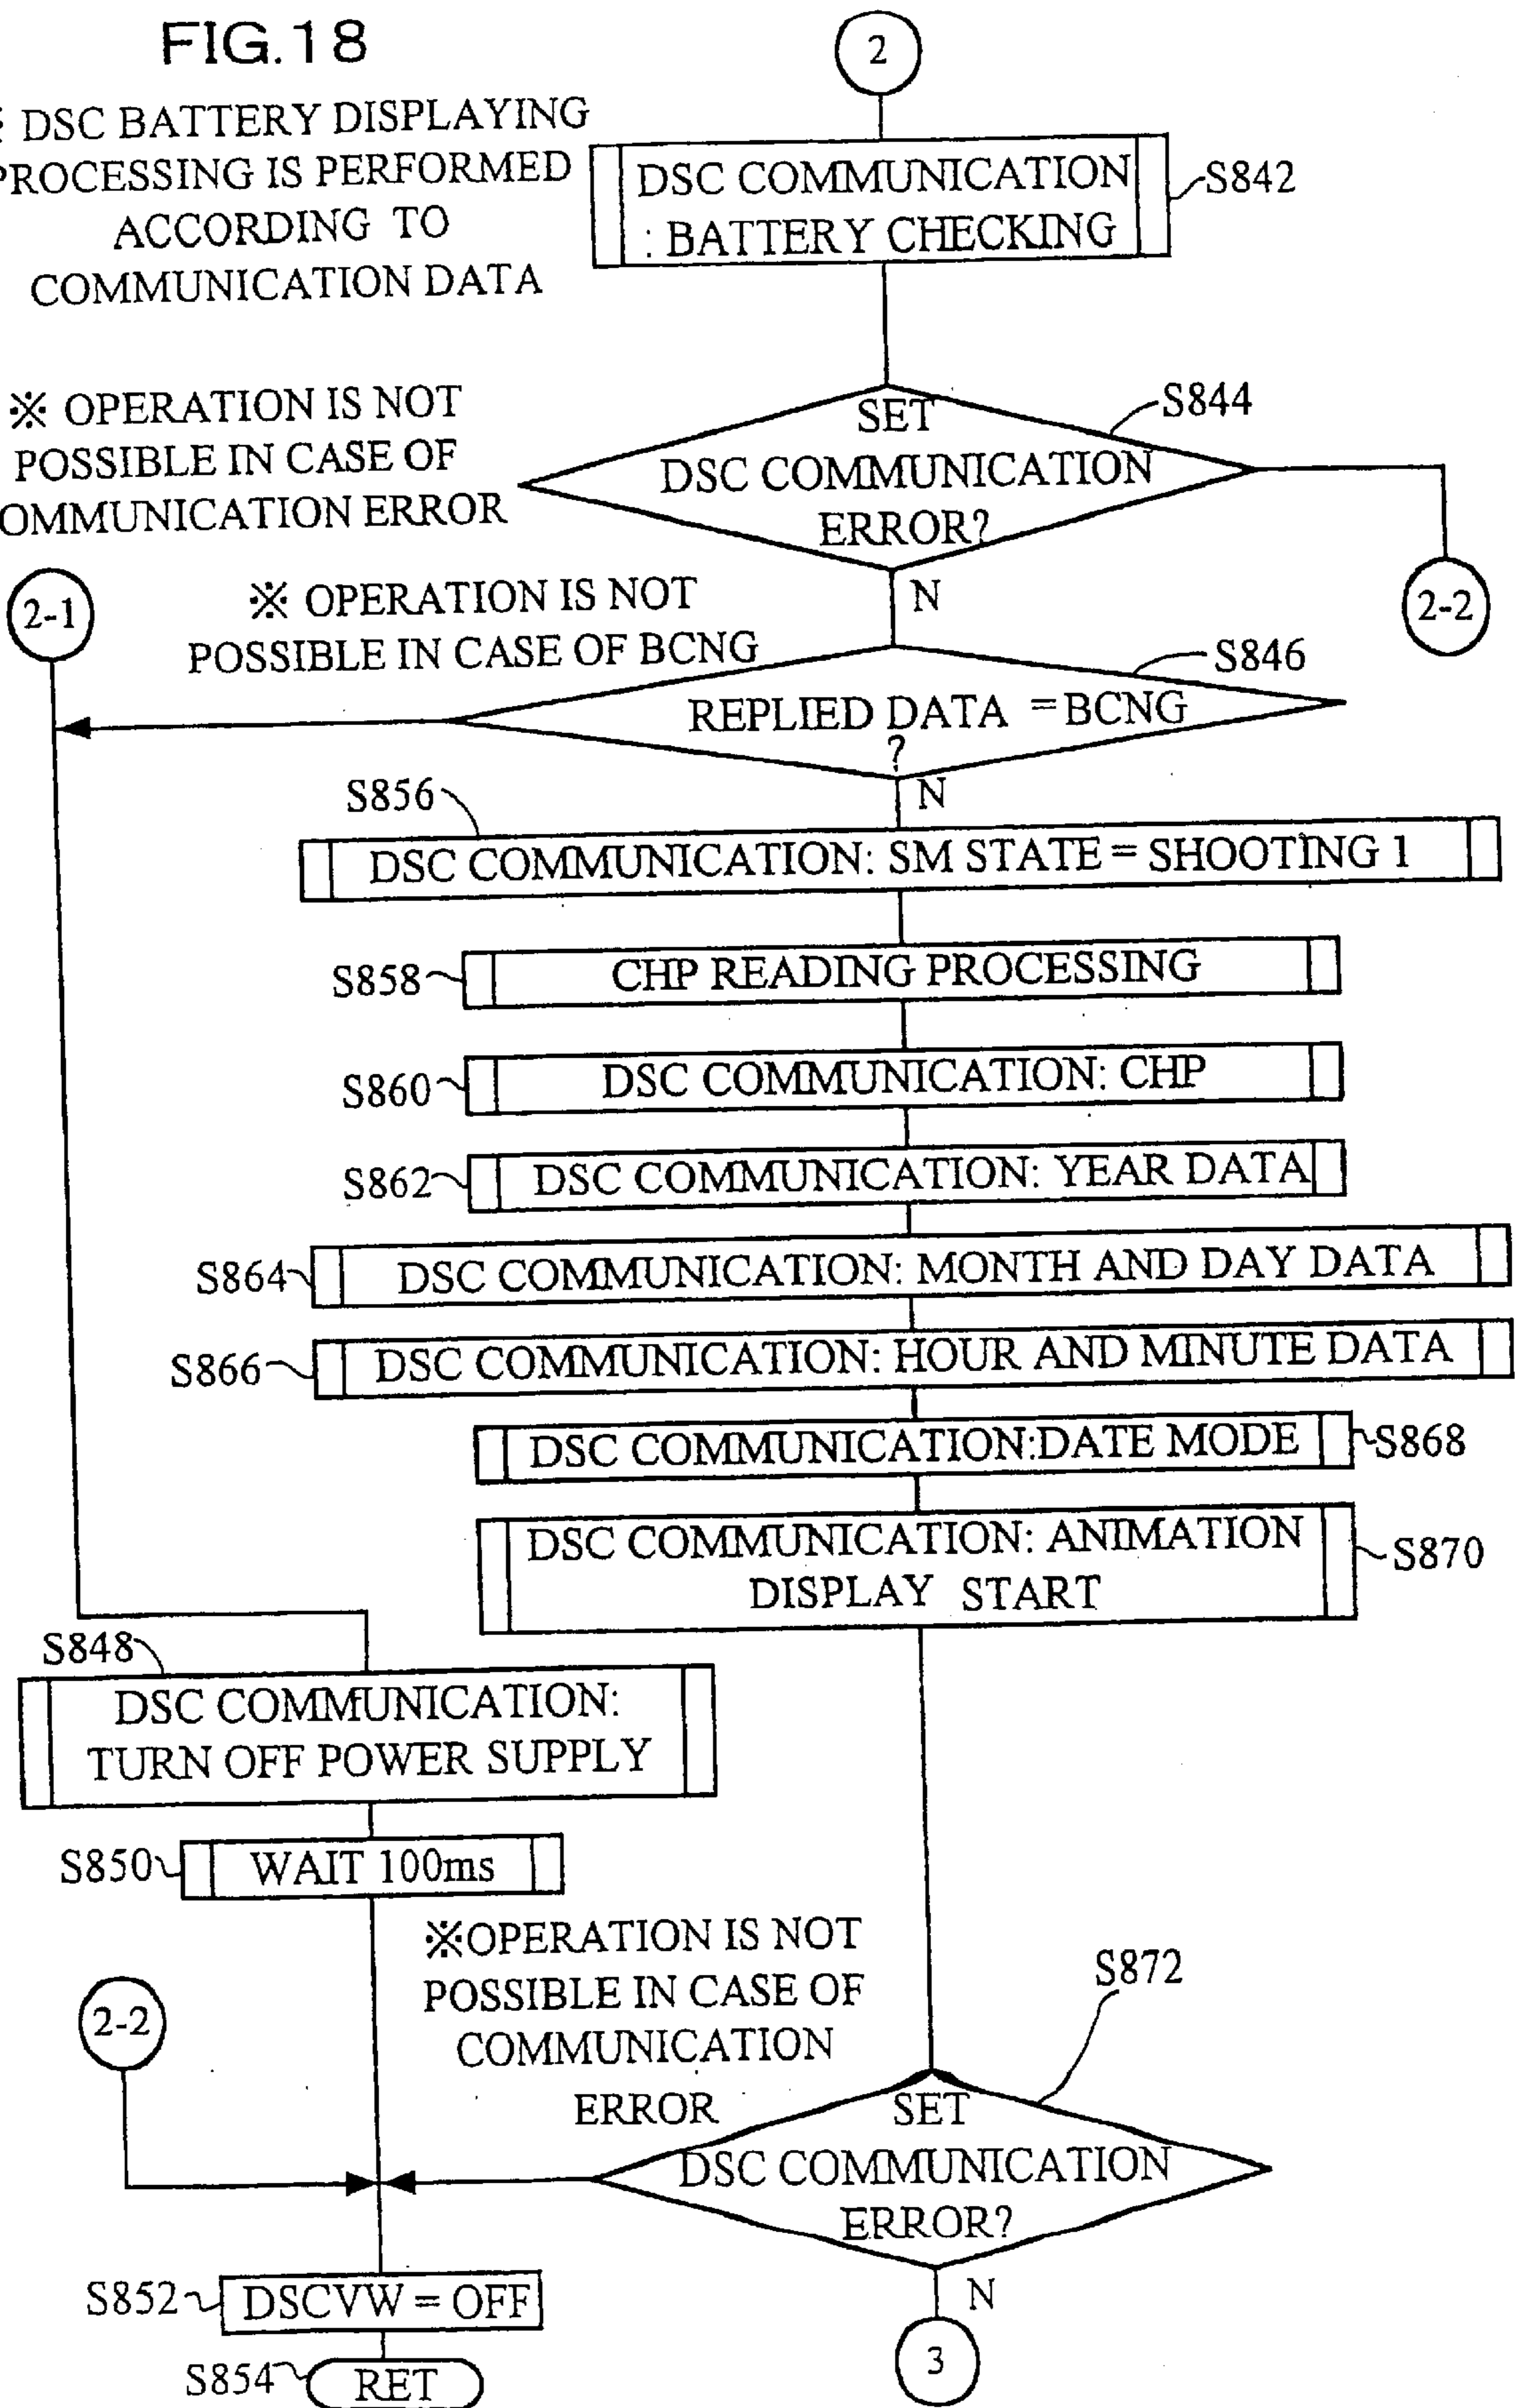 FIG.18
2
※ DSC BATTERY DISPLAYING
PROCESSING IS PERFORMED
ACCORDING TO
COMMUNICATION DATA
DSC COMMUNICATION
: BATTERY CHECKING
S842
※ OPERATION IS NOT
POSSIBLE IN CASE OF
OMMUNICATION ERROR
SET
DSC COMMUNICATION
ERROR?
S844
2-2
N
2-1
※ OPERATION IS NOT
POSSIBLE IN CASE OF BCNG
S846
REPLIED DATA = BCNG
?
N
S856
DSC COMMUNICATION: SM STATE = SHOOTING 1
S858
CHP READING PROCESSING
S860
DSC COMMUNICATION: CHP
S862
DSC COMMUNICATION: YEAR DATA
S864
DSC COMMUNICATION: MONTH AND DAY DATA
S866
DSC COMMUNICATION: HOUR AND MINUTE DATA
DSC COMMUNICATION:DATE MODE
S868
DSC COMMUNICATION: ANIMATION
DISPLAY START
S870
S848
DSC COMMUNICATION:
TURN OFF POWER SUPPLY
S850
WAIT 100ms
※OPERATION IS NOT
POSSIBLE IN CASE OF
COMMUNICATION
ERROR
S872
2-2
SET
DSC COMMUNICATION
ERROR?
N
3
S852
DSCVW = OFF
S854
RET